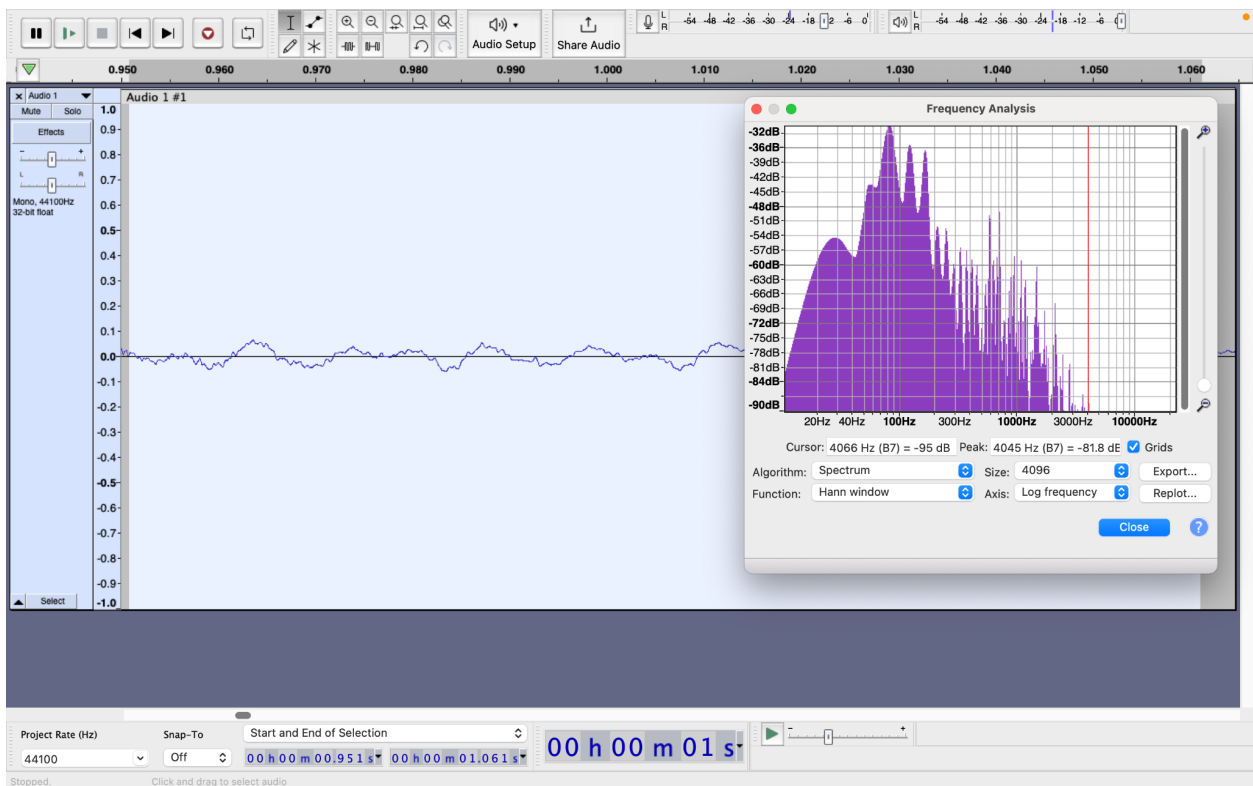 L
R
-54 -48 -42 -36 -30 -24 -18 -12 -6 0
L
R
-54 -48 -42 -36 -30 -24 -18 -12 -6 0
Audio Setup
Share Audio
0.950 0.960 0.970 0.980 0.990 1.000 1.010 1.020 1.030 1.040 1.050 1.060
× Audio 1
Audio 1 #1
Mute Solo
Effects
- +
L R
Mono, 44100Hz
32-bit float
1.0
0.9
0.8
0.7
0.6
0.5
0.4
0.3
0.2
0.1
0.0
-0.1
-0.2
-0.3
-0.4
-0.5
-0.6
-0.7
-0.8
-0.9
-1.0
Select
Frequency Analysis
-32dB
-36dB
-39dB
-42dB
-45dB
-48dB
-51dB
-54dB
-57dB
-60dB
-63dB
-66dB
-69dB
-72dB
-75dB
-78dB
-81dB
-84dB
-90dB
20Hz 40Hz 100Hz 300Hz 1000Hz 3000Hz 10000Hz
Cursor: 4066 Hz (B7) = -95 dB Peak: 4045 Hz (B7) = -81.8 dB Grids
Algorithm: Spectrum Size: 4096 Export...
Function: Hann window Axis: Log frequency Replot...
Close ?
Project Rate (Hz) Snap-To Start and End of Selection
44100 Off 00 h 00 m 00.951 s 00 h 00 m 01.061 s
00 h 00 m 01 s
- +
Stopped. Click and drag to select audio